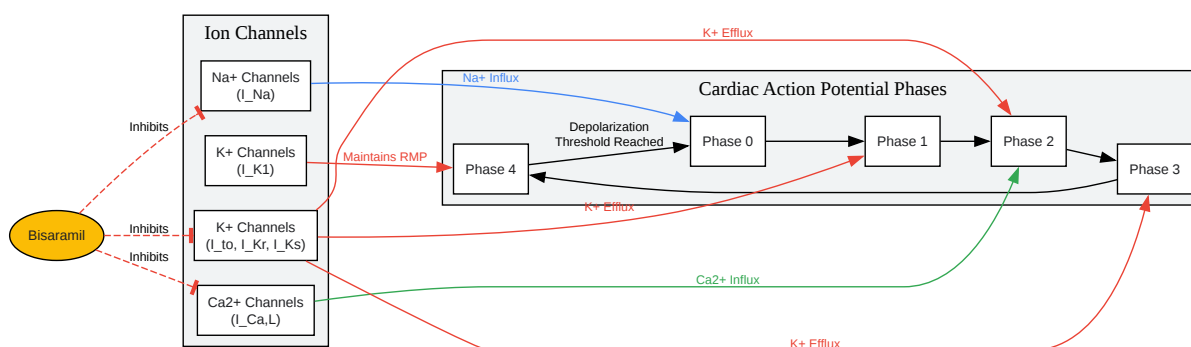 Ion Channels
Na+ Channels
(I_Na)
K+ Channels
(I_K1)
K+ Channels
(I_to, I_Kr, I_Ks)
Ca2+ Channels
(I_Ca,L)
Bisaramil
Inhibits
Inhibits
Inhibits
Cardiac Action Potential Phases
Phase 4
Phase 0
Phase 1
Phase 2
Phase 3
Depolarization
Threshold Reached
Na+ Influx
Maintains RMP
K+ Efflux
K+ Efflux
Ca2+ Influx
K+ Efflux